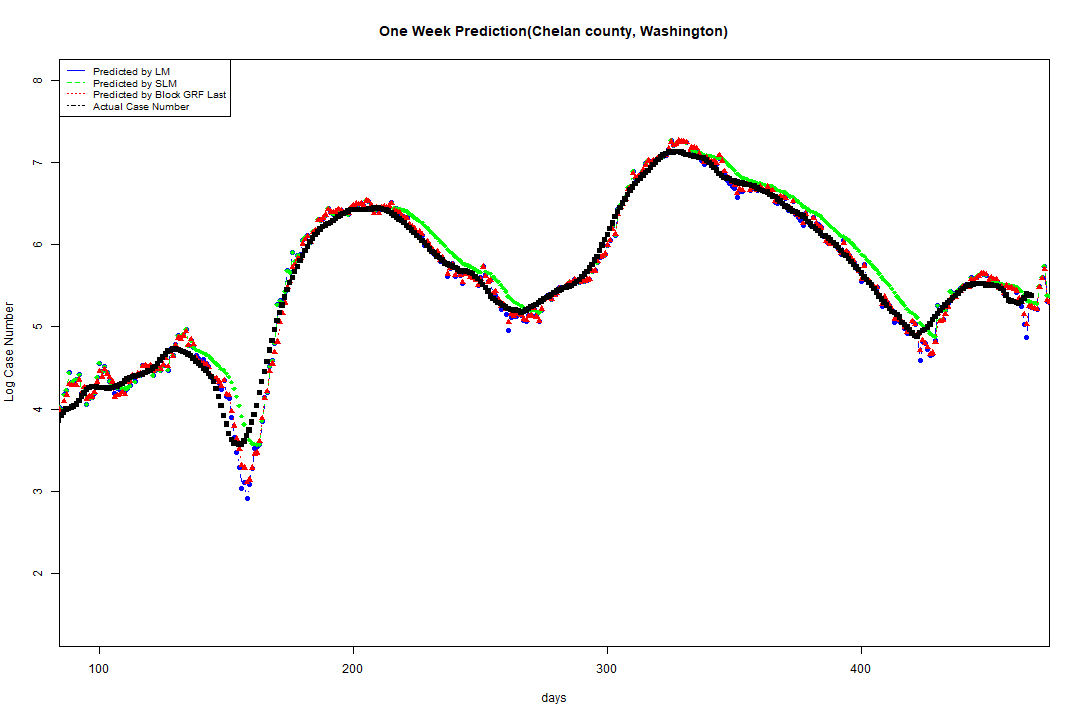 One Week Prediction(Chelan county, Washington)
Predicted by LM
Predicted by SLM
Predicted by Block GRF Last
Actual Case Number
8
7
6
5
4
3
2
Log Case Number
100 200 300 400
days